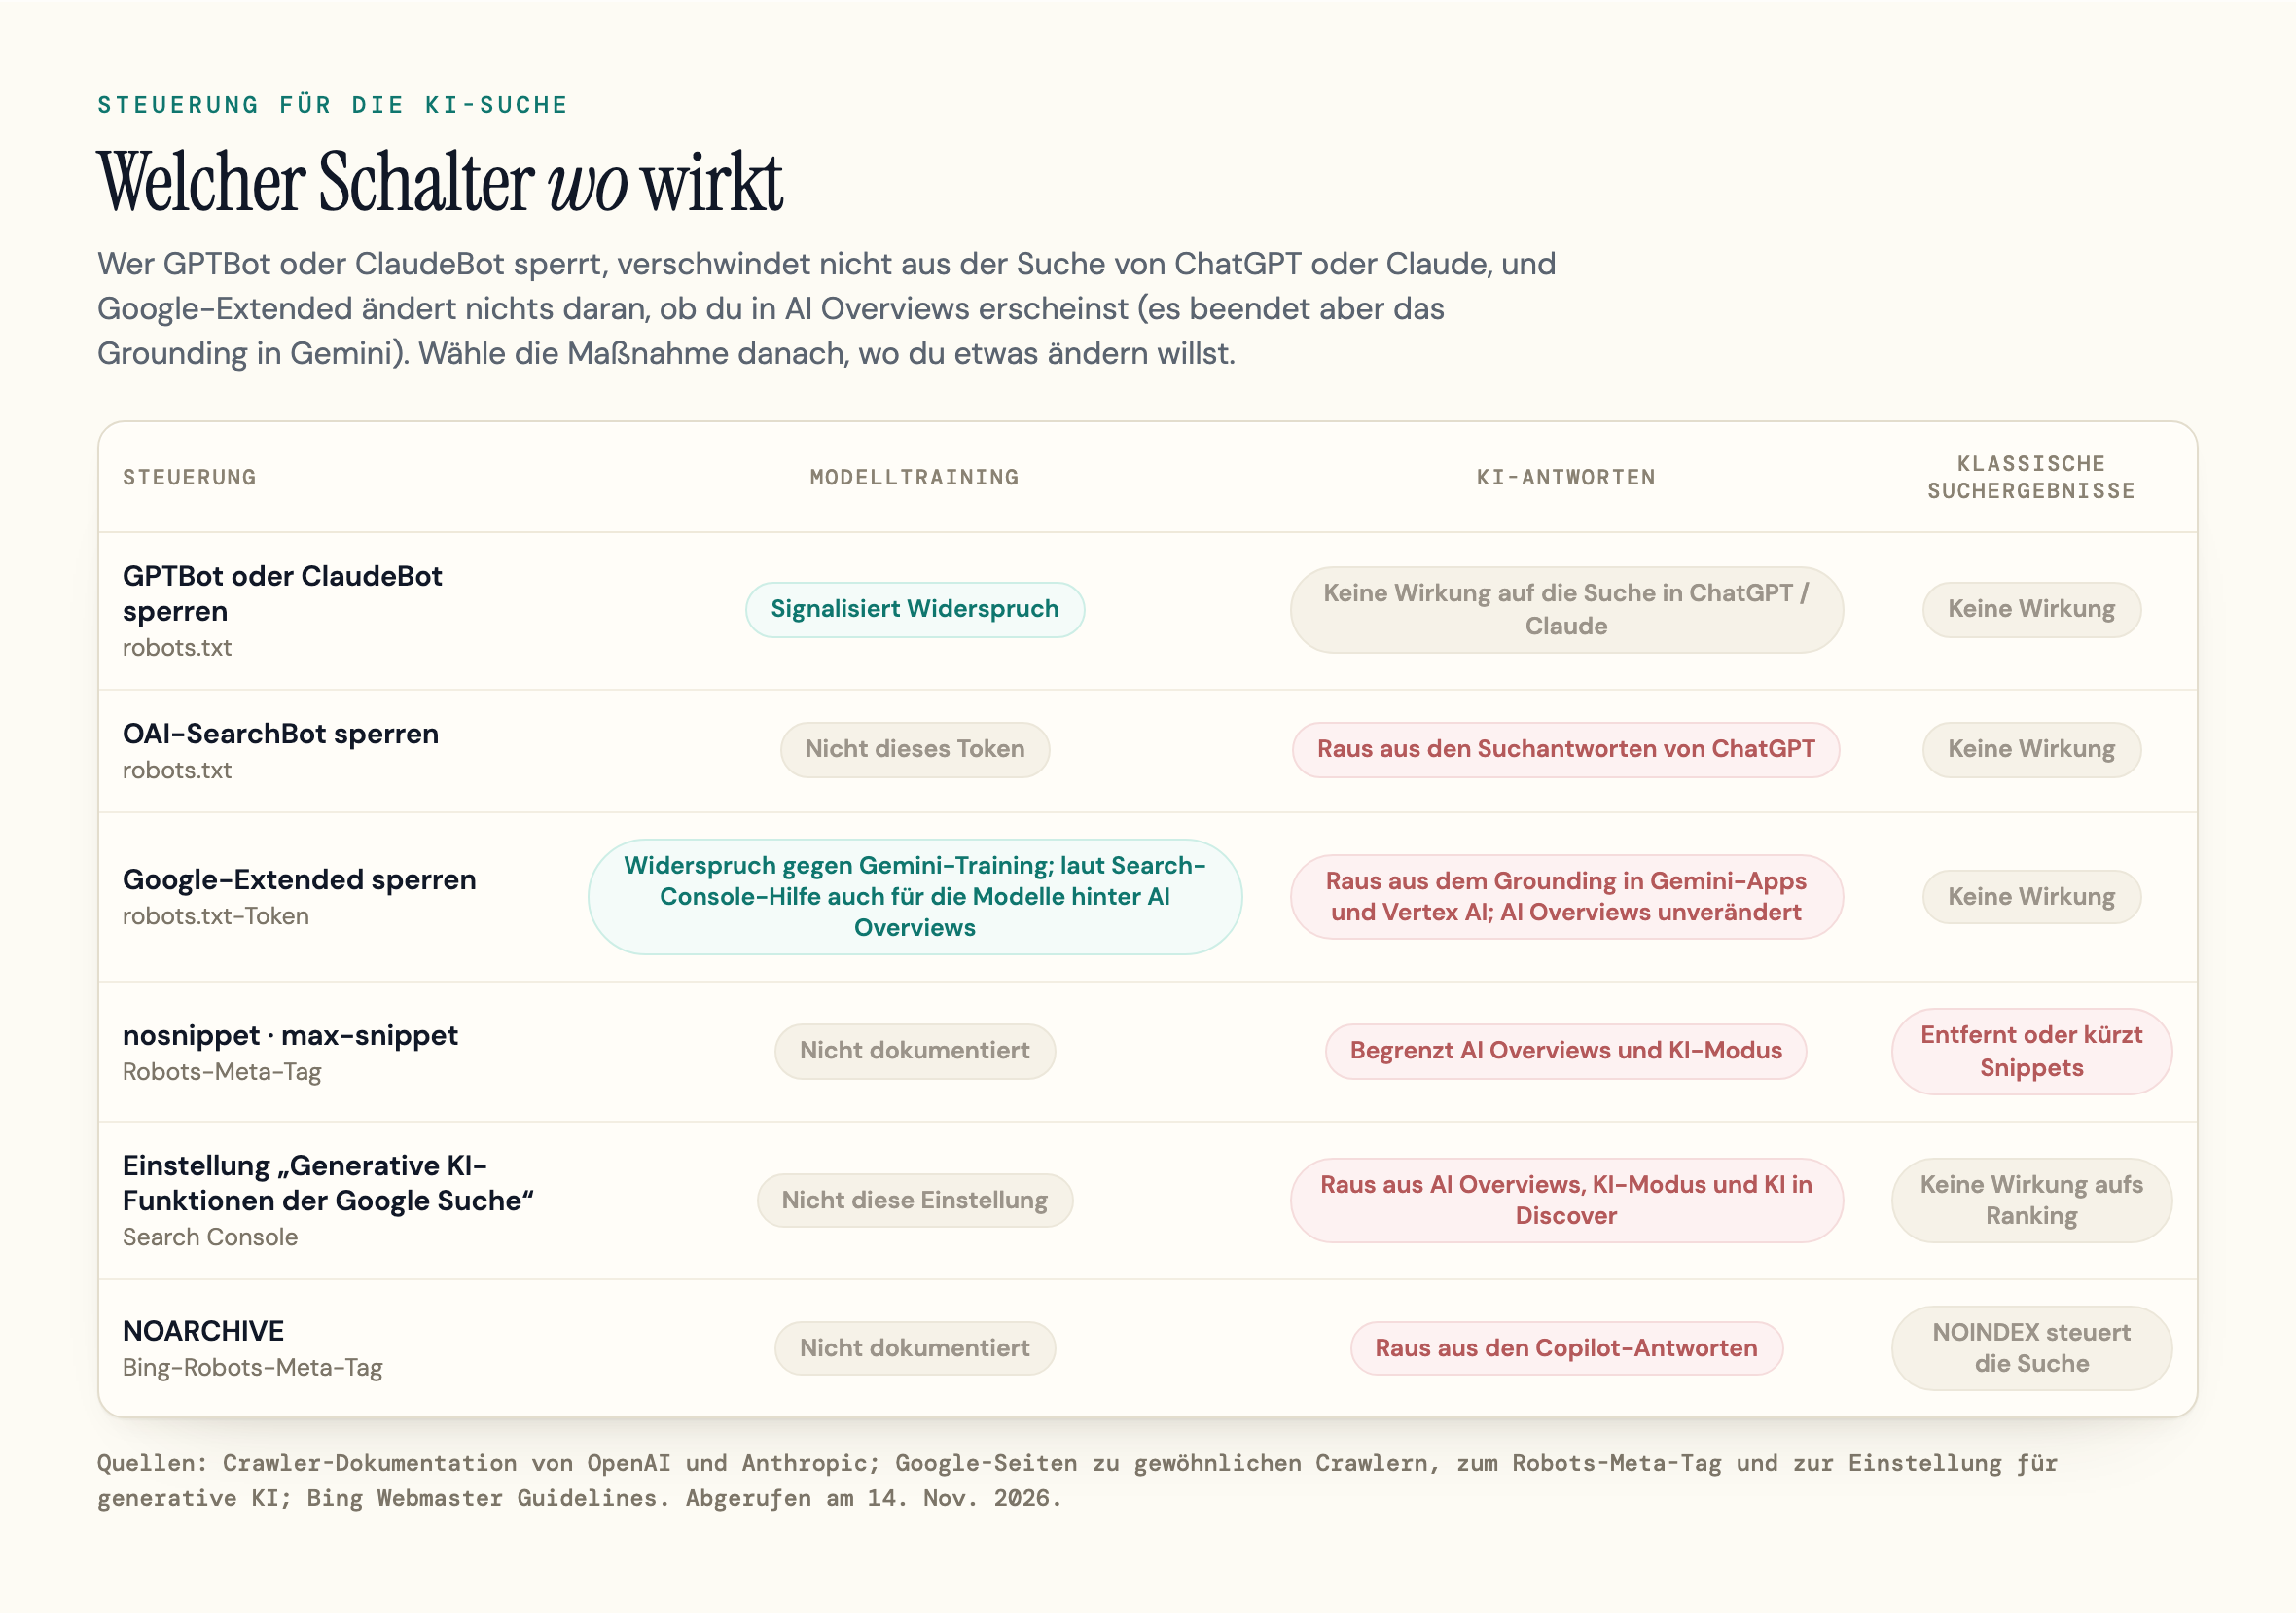 STEUERUNG FÜR DIE KI-SUCHE
Welcher Schalter wo wirkt
Wer GPTBot oder ClaudeBot sperrt, verschwindet nicht aus der Suche von ChatGPT oder Claude, und
Google-Extended ändert nichts daran, ob du in AI Overviews erscheinst (es beendet aber das
Grounding in Gemini). Wähle die Maßnahme danach, wo du etwas ändern willst.
STEUERUNG
MODELLTRAINING
KI-ANTWORTEN
KLASSISCHE
SUCHERGEBNISSE
GPTBot oder ClaudeBot
sperren
robots.txt
Signalisiert Widerspruch
Keine Wirkung auf die Suche in ChatGPT /
Claude
Keine Wirkung
OAI-SearchBot sperren
robots.txt
Nicht dieses Token
Raus aus den Suchantworten von ChatGPT
Keine Wirkung
Google-Extended sperren
robots.txt-Token
Widerspruch gegen Gemini-Training; laut Search-
Console-Hilfe auch für die Modelle hinter AI
Overviews
Raus aus dem Grounding in Gemini-Apps
und Vertex AI; AI Overviews unverändert
Keine Wirkung
nosnippet · max-snippet
Robots-Meta-Tag
Nicht dokumentiert
Begrenzt AI Overviews und KI-Modus
Entfernt oder kürzt
Snippets
Einstellung „Generative KI-
Funktionen der Google Suche“
Search Console
Nicht diese Einstellung
Raus aus AI Overviews, KI-Modus und KI in
Discover
Keine Wirkung aufs
Ranking
NOARCHIVE
Bing-Robots-Meta-Tag
Nicht dokumentiert
Raus aus den Copilot-Antworten
NOINDEX steuert
die Suche
Quellen: Crawler-Dokumentation von OpenAI und Anthropic; Google-Seiten zu gewöhnlichen Crawlern, zum Robots-Meta-Tag und zur Einstellung für
generative KI; Bing Webmaster Guidelines. Abgerufen am 14. Nov. 2026.